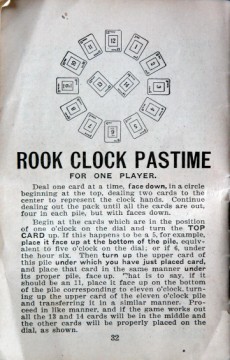 12
ROOK CLOCK PASTIME
FOR ONE PLAYER.
Deal one card at a time, face down, in a circle
beginning at the top, dealing two cards to the
center to represent the clock hands. Continue
dealing out the pack until all the cards are out,
four in each pile, but with faces down.
Begin at the cards which are in the position
of one o'clock on the dial and turn the TOP
CARD up. If this happens to be a 5, for example,
place it face up at the bottom of the pile, equiv-
alent to five o'clock on the dial; or if 6, under
the hour six. Then turn up the upper card of
this pile under which you have just placed card,
and place that card in the same manner under
its proper pile, face up. That is to say, if it
should be an 11, place it face up on the bottom
of the pile corresponding to eleven o'clock, turn-
ing up the upper card of the eleven o'clock pile
and transferring it in a similar manner. Pro-
ceed in like manner, and if the game works out
all the 13 and 14 cards will be in the middle and
the other cards will be properly placed on the
dial, as shown.
32